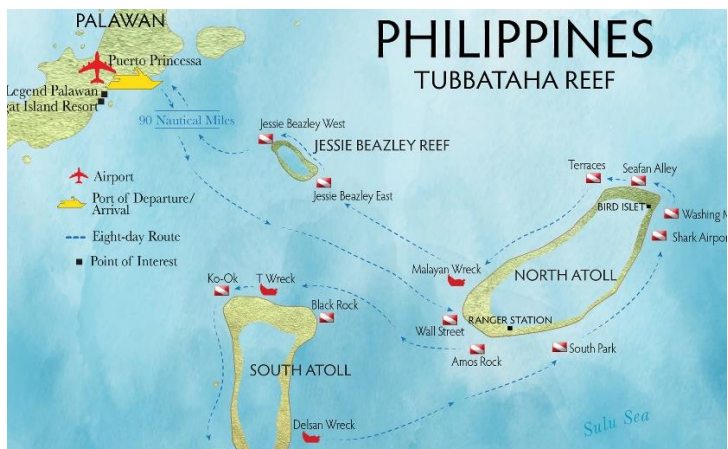 PALAWAN
PHILIPPINES
TUBBATAHA REEF
Puerto Princessa
Legend Palawan
gat Island Resort
90 Nautical Miles
Jessie Beazley West
JESSIE BEAZLEY REEF
Jessie Beazley East
Airport
Port of Departure/
Arrival
Eight-day Route
Point of Interest
Terraces
Seafan Alley
BIRD ISLET
Washing M
Shark Airpor
Malayan Wreck
NORTH ATOLL
Ko-Ok
T Wreck
Black Rock
Wall Street
RANGER STATION
Amos Rock
South Park
SOUTH ATOLL
Delsan Wreck
Sulu Sea